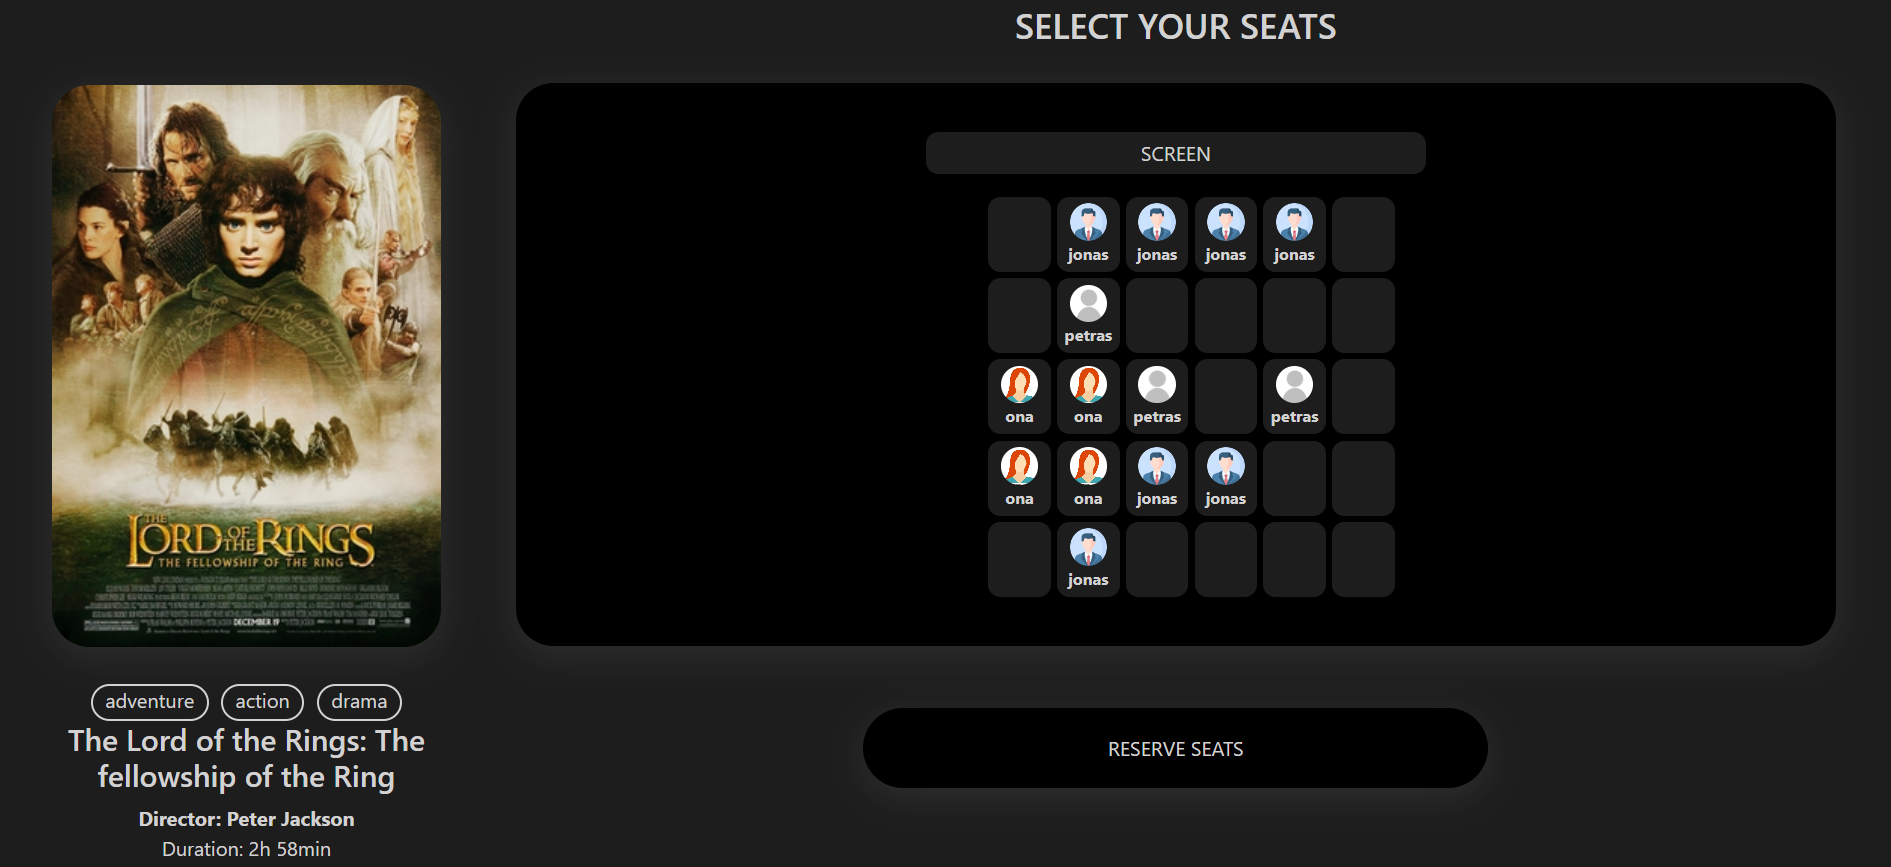 SELECT YOUR SEATS
THE
LORD OF THE RINGS
THE FELLOWSHIP OF THE RING
DECEMBER 19
adventure action drama
The Lord of the Rings: The
fellowship of the Ring
Director: Peter Jackson
Duration: 2h 58min
SCREEN
jonas jonas jonas jonas
petras
ona ona petras petras
ona ona jonas jonas
jonas
RESERVE SEATS